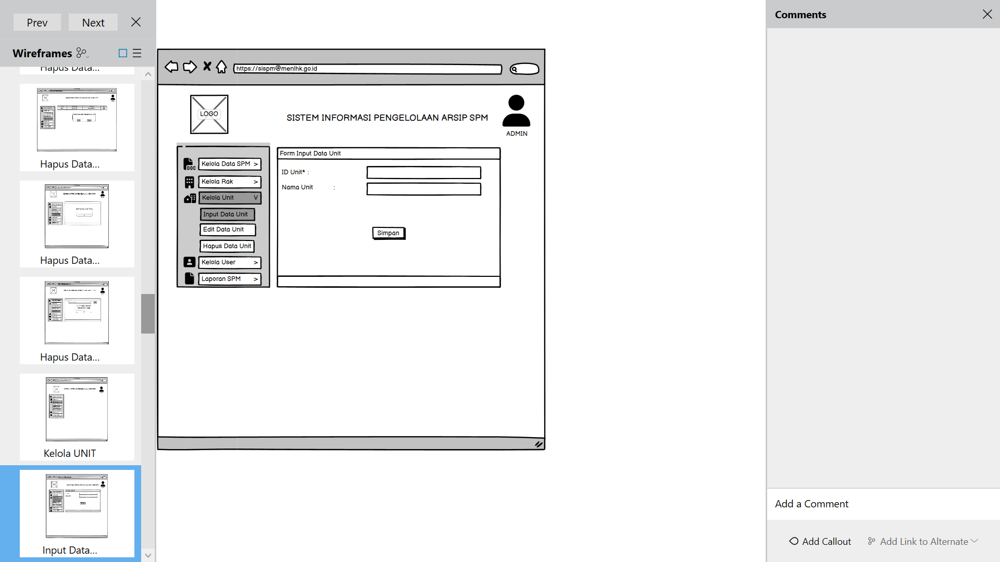 Prev
Next
Wireframes
Hapus Data...
Hapus Data...
Hapus Data...
Hapus Data...
Kelola UNIT
Input Data...
https://sispm@menlhk.go.id
LOGO
SISTEM INFORMASI PENGELOLAAN ARSIP SPM
ADMIN
DOC
Kelola Data SPM >
Kelola Rak >
Kelola Unit V
Input Data Unit
Edit Data Unit
Hapus Data Unit
Kelola User >
Laporan SPM >
Form Input Data Unit
ID Unit* :
Nama Unit :
Simpan
Comments
Add a Comment
Add Callout
Add Link to Alternate